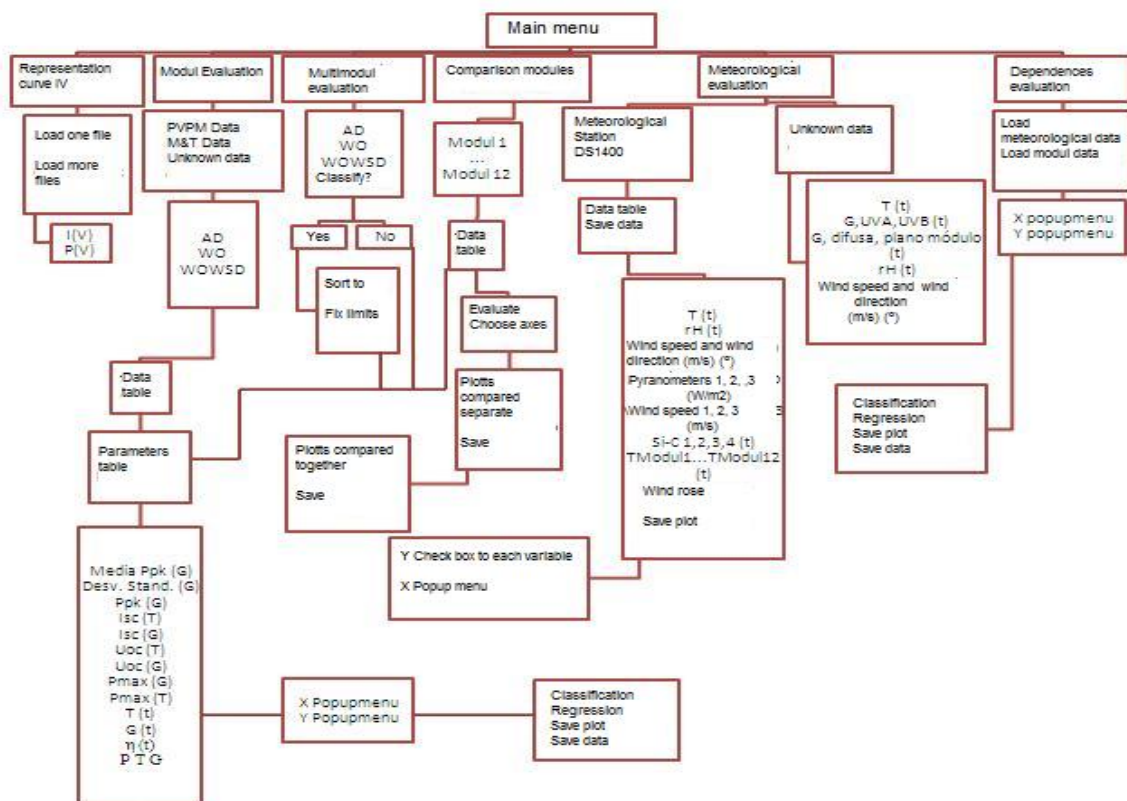 Main menu
Representation
curve IV
Modul Evaluation
Multimodul
evaluation
Comparison modules
Meteorological
evaluation
Dependences
evaluation
Load one file
Load more
files
I(V)
P(V)
PVPM Data
M&T Data
Unknown data
AD
WO
WOWSD
Data
table
Parameters
table
Media Ppk (G)
Desv. Stand. (G)
Ppk (G)
Isc (T)
Isc (G)
Uoc (T)
Uoc (G)
Pmax (G)
Pmax (T)
T (t)
G (t)
η (t)
P T G
X Popupmenu
Y Popupmenu
Classification
Regression
Save plot
Save data
AD
WO
WOWSD
Classify?
Yes
No
Sort to
Fix limits
Modul 1
...
Modul 12
Data
table
Evaluate
Choose axes
Plotts
compared
separate
Save
Plotts compared
together
Save
Meteorological
Station
DS1400
Data table
Save data
T (t)
rH (t)
Wind speed and wind
direction (m/s) (º)
Pyranometers 1, 2, ,3
(W/m2)
Wind speed 1, 2, 3
(m/s)
Si-C 1,2,3,4 (t)
TModul1...TModul12
(t)
Wind rose
Save plot
Y Check box to each variable
X Popup menu
Unknown data
T (t)
G,UVA,UVB (t)
G, difusa, plano módulo
(t)
rH (t)
Wind speed and wind
direction
(m/s) (º)
Load
meteorological data
Load modul data
X popupmenu
Y popupmenu
Classification
Regression
Save plot
Save data